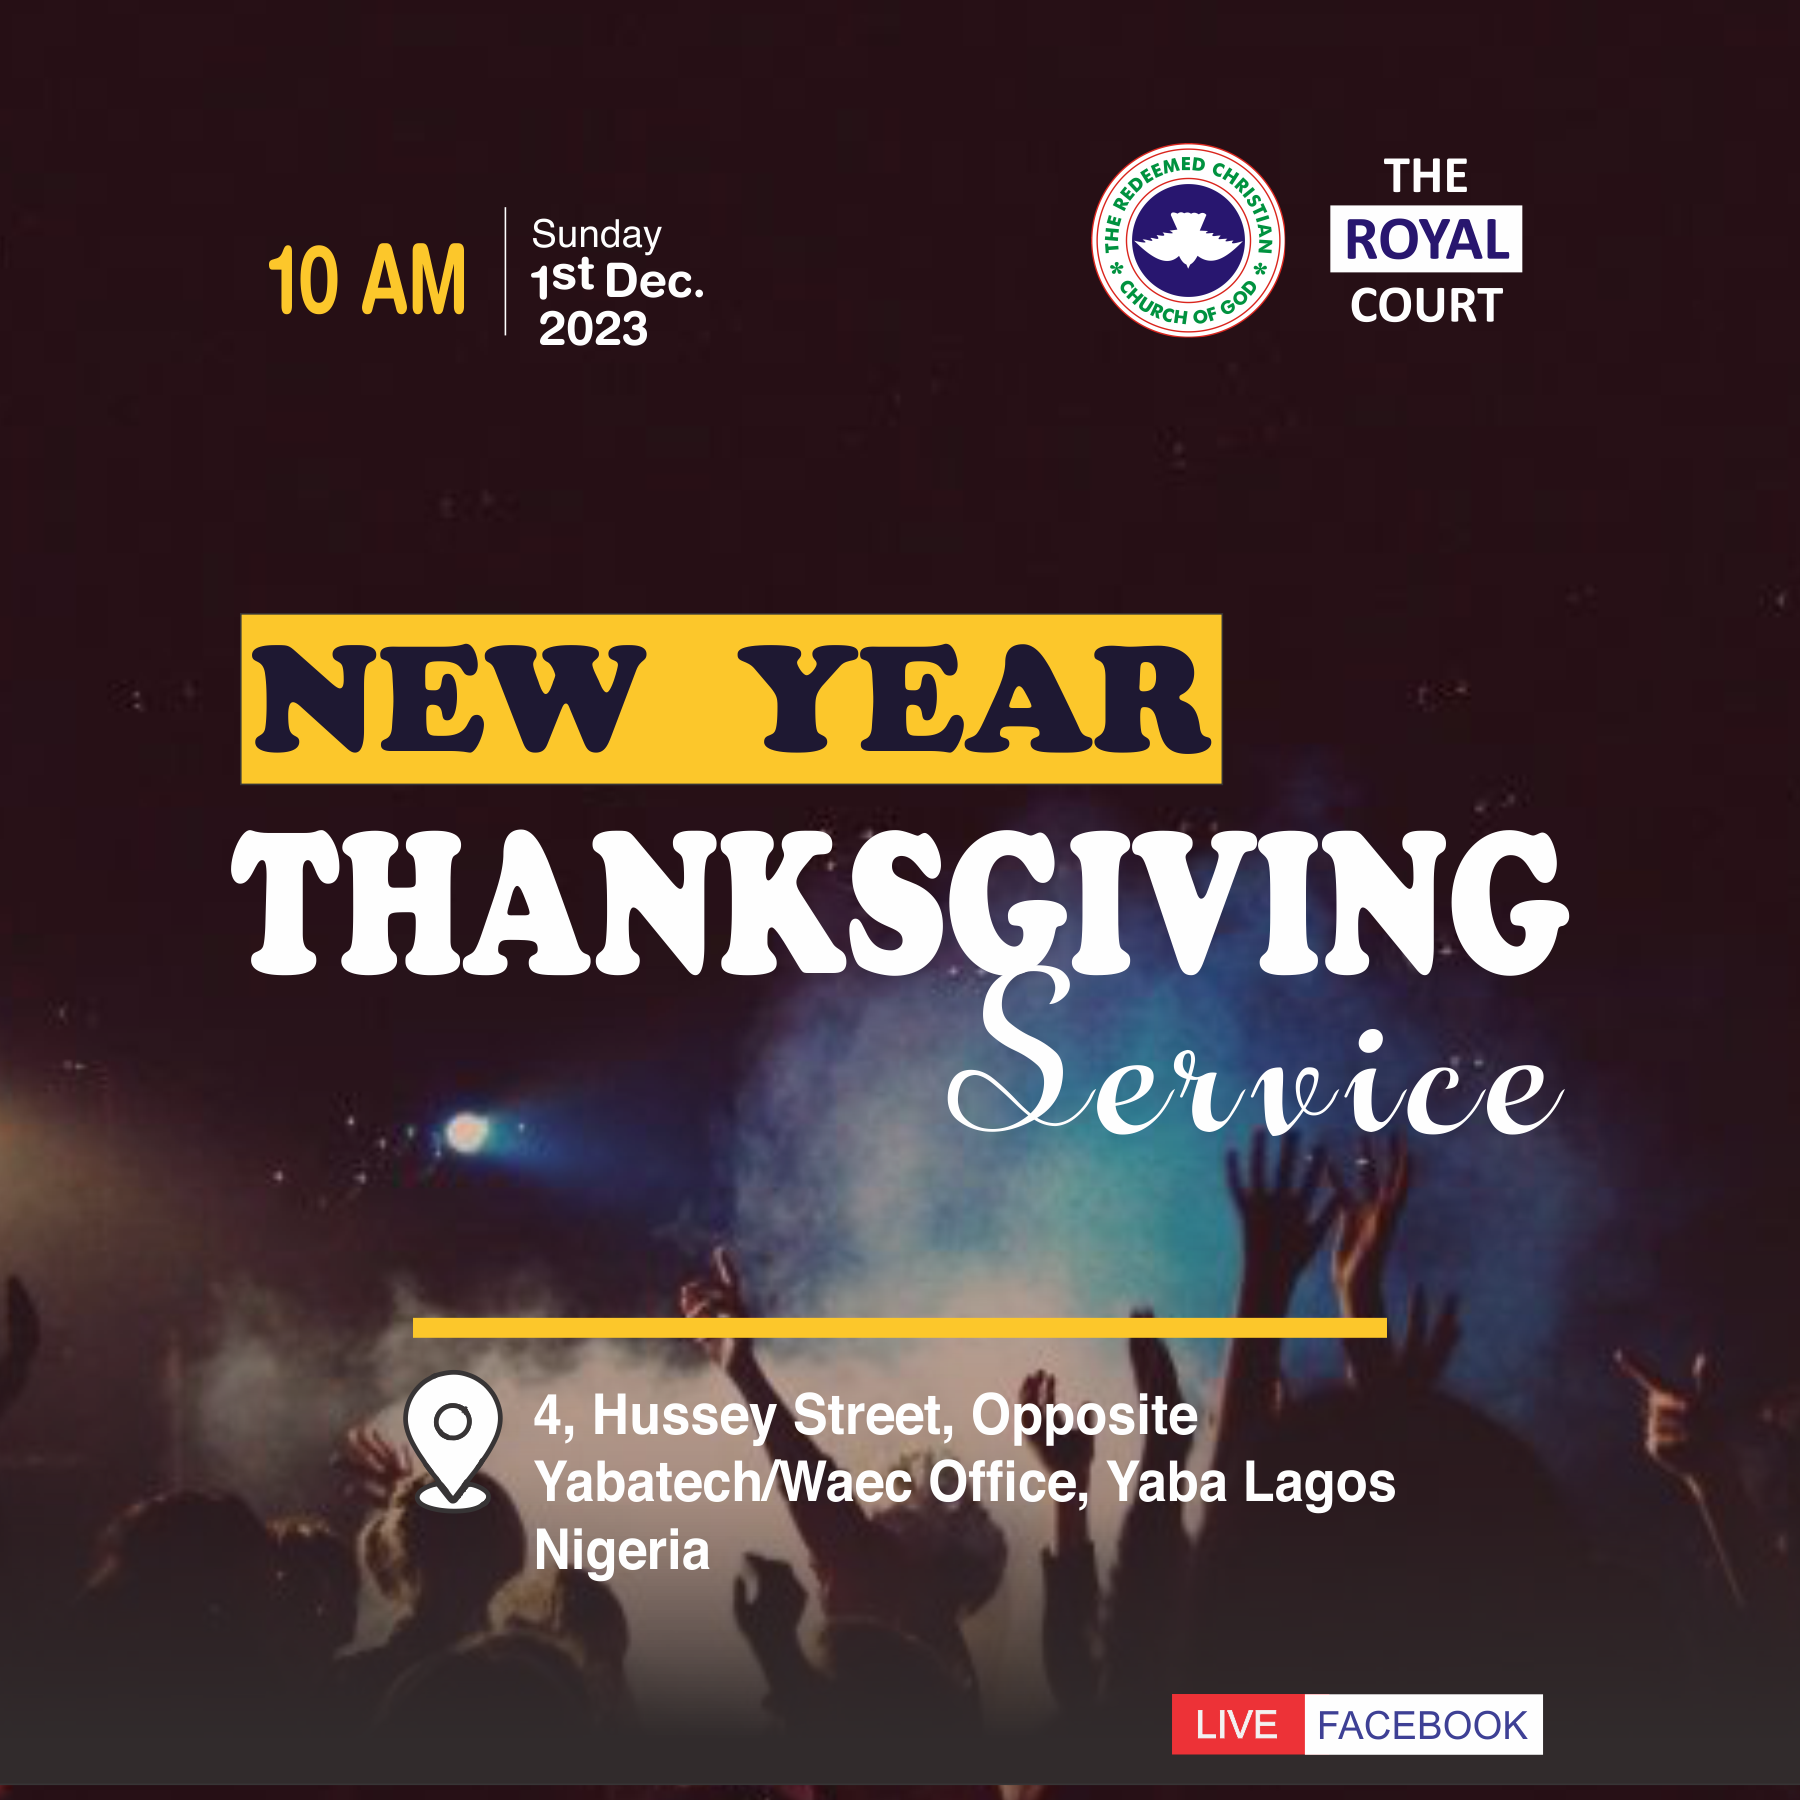 10 AM
Sunday
1st Dec.
2023
THE REDEEMED CHRISTIAN
CHURCH OF GOD
THE
ROYAL
COURT
NEW YEAR
THANKSGIVING
Service
4, Hussey Street, Opposite
Yabatech/Waec Office, Yaba Lagos
Nigeria
LIVE FACEBOOK